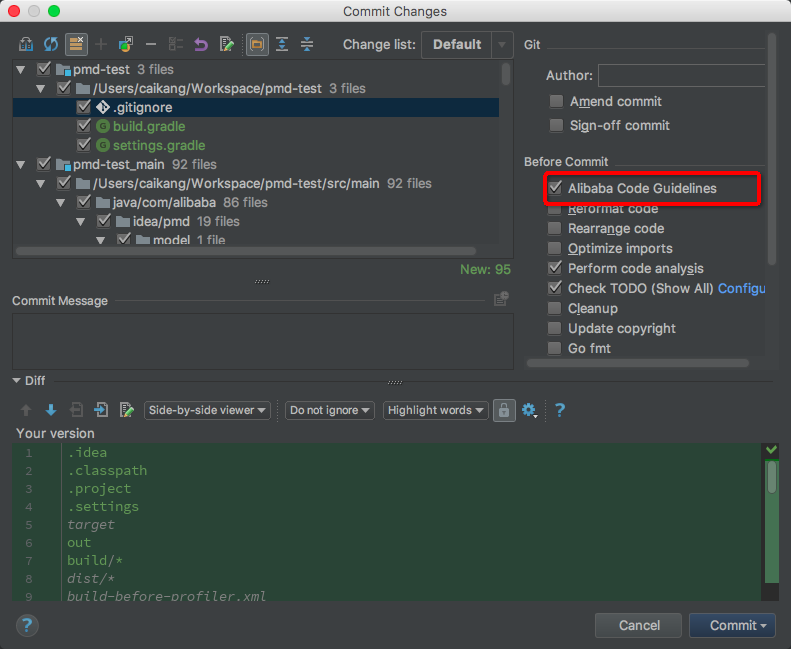 Commit Changes
Change list: Default
pmd-test 3 files
/Users/caikang/Workspace/pmd-test 3 files
.gitignore
build.gradle
settings.gradle
pmd-test_main 92 files
/Users/caikang/Workspace/pmd-test/src/main 92 files
java/com/alibaba 86 files
idea/pmd 19 files
model 1 file
New: 95
Commit Message
Git
Author:
Amend commit
Sign-off commit
Before Commit
Alibaba Code Guidelines
Reformat code
Rearrange code
Optimize imports
Perform code analysis
Check TODO (Show All) Configu
Cleanup
Update copyright
Go fmt
Diff
Side-by-side viewer Do not ignore Highlight words ?
Your version
1 .idea
2 .classpath
3 .project
4 .settings
5 target
6 out
7 build/*
8 dist/*
9 build-before-profiler.xml
? Cancel Commit